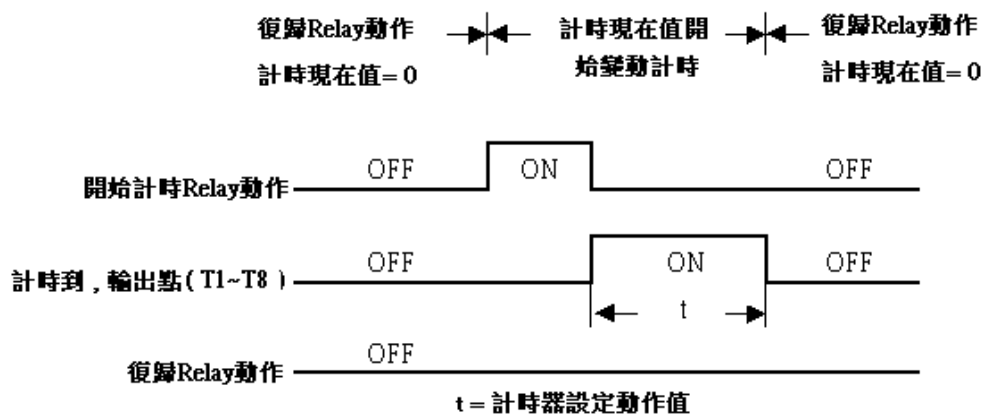 復歸Relay動作
計時現在值= 0
計時現在值開
始變動計時
復歸Relay動作
計時現在值= 0
開始計時Relay動作
OFF
ON
OFF
計時到 , 輸出點( T1~T8 )
OFF
ON
OFF
t
復歸Relay動作
OFF
t = 計時器設定動作值